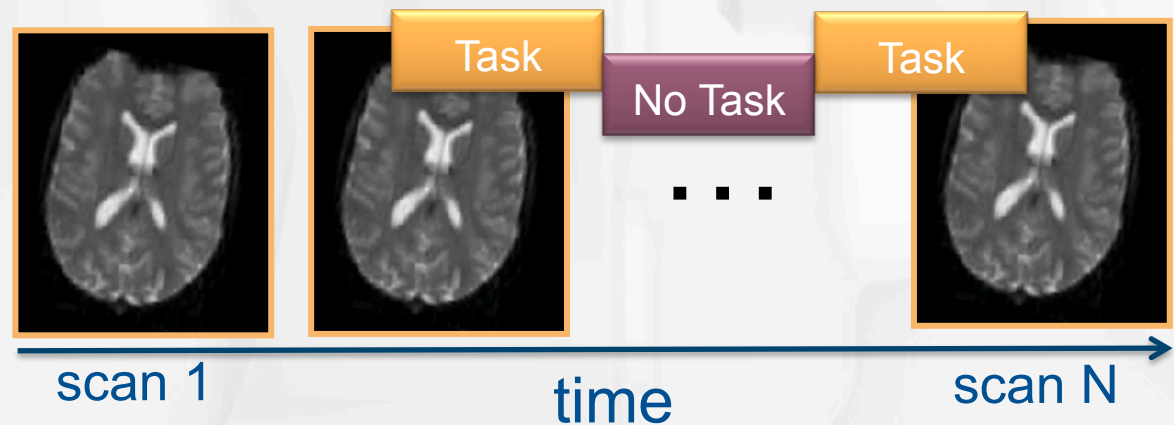 Task
No Task
Task
. . .
scan 1
time
scan N